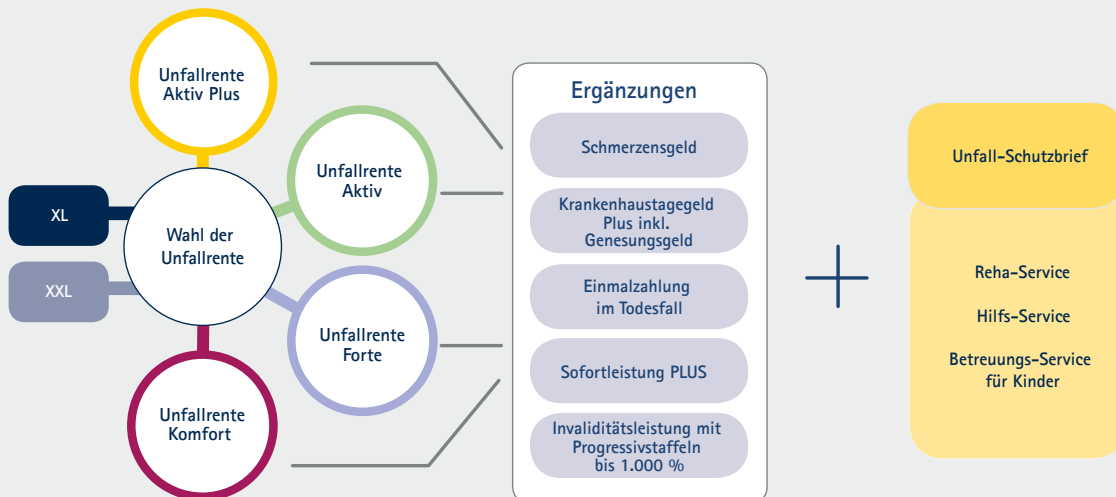 Unfallrente
Aktiv Plus
Unfallrente
Aktiv
XL
Wahl der
Unfallrente
XXL
Unfallrente
Forte
Unfallrente
Komfort
Ergänzungen
Schmerzensgeld
Krankenhaustagegeld
Plus inkl.
Genesungsgeld
Einmalzahlung
im Todesfall
Sofortleistung PLUS
Invaliditätsleistung mit
Progressivstaffeln
bis 1.000 %
Unfall-Schutzbrief
Reha-Service
Hilfs-Service
Betreuungs-Service
für Kinder